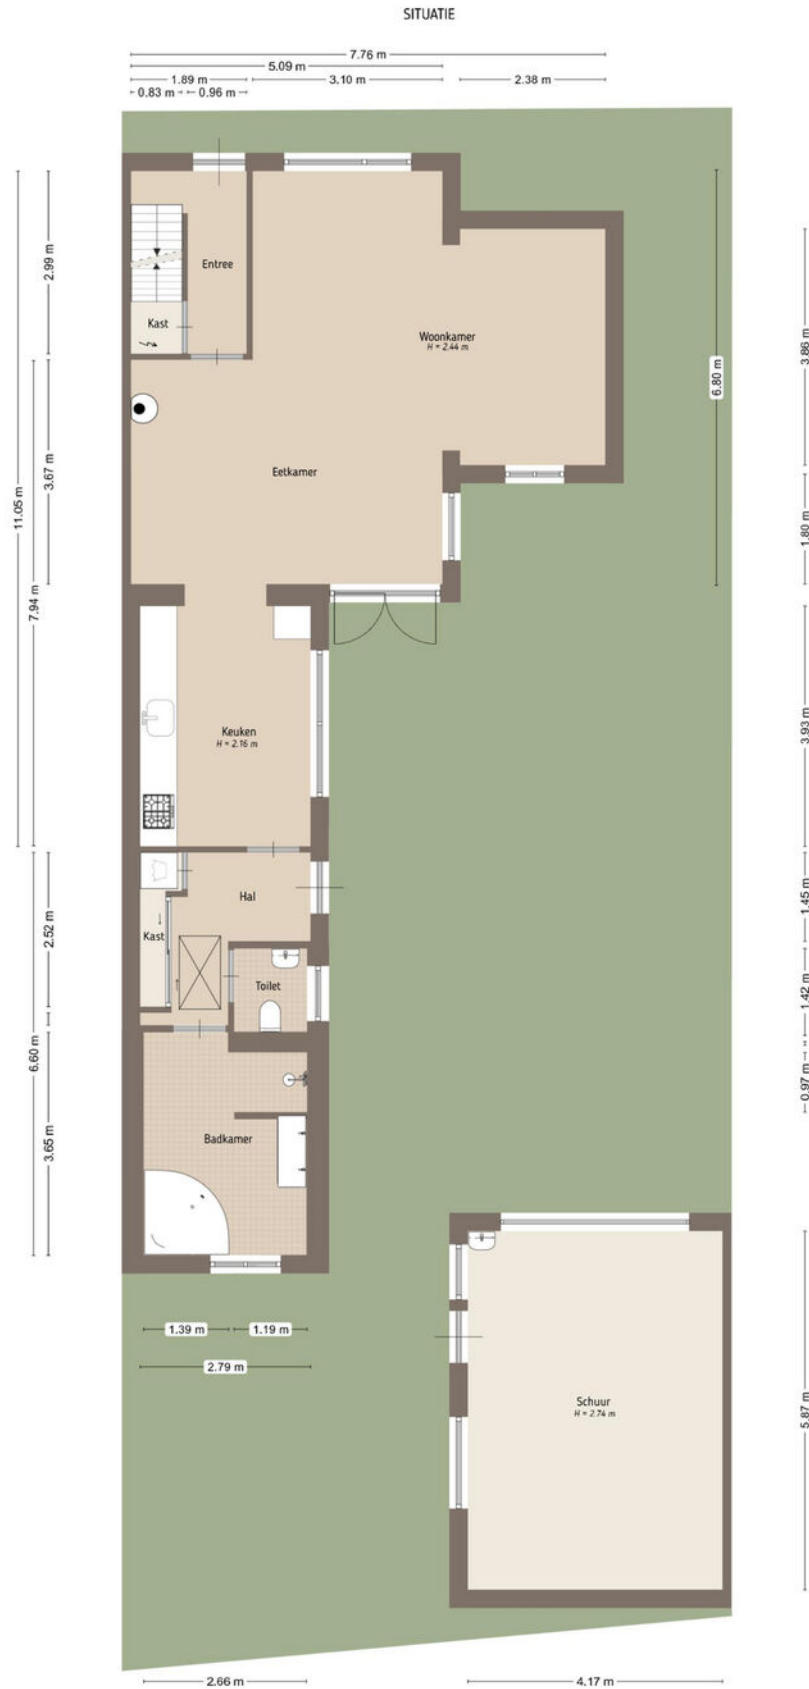 SITUATIE
7.76 m
5.09 m
1.89 m
3.10 m
2.38 m
0.83 m
0.96 m
2.99 m
Entree
Kast
Woonkamer
H = 2.44 m
3.86 m
6.80 m
Eetkamer
3.67 m
11.05 m
1.80 m
7.94 m
Keuken
H = 2.16 m
3.93 m
Hal
1.45 m
Kast
2.52 m
Toilet
1.42 m
6.60 m
0.97 m
Badkamer
3.65 m
1.39 m
1.19 m
2.79 m
Schuur
H = 2.74 m
5.87 m
2.66 m
4.17 m